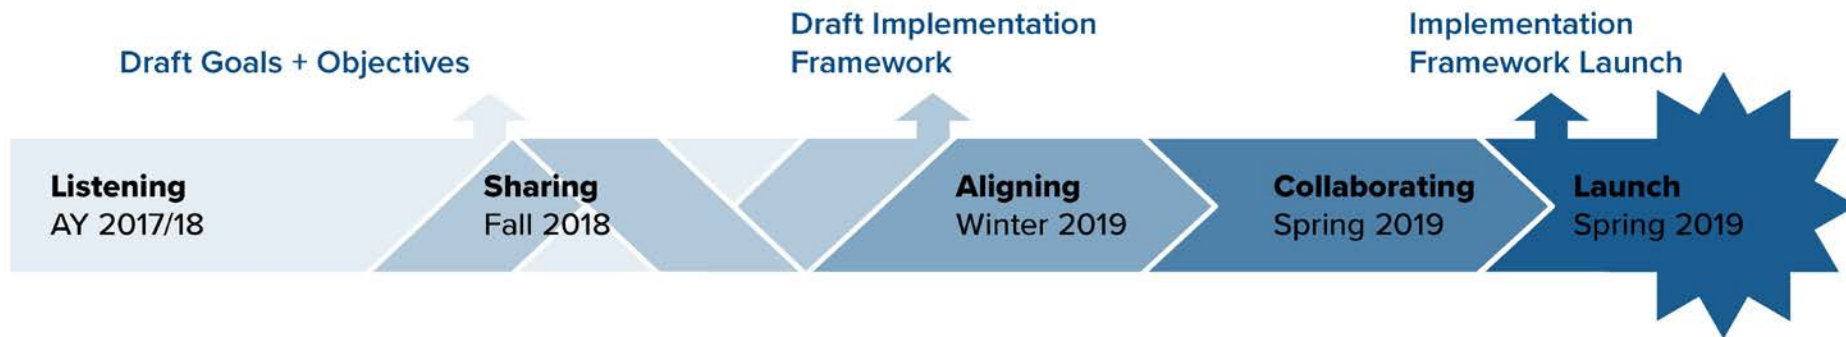 Draft Goals + Objectives
Draft Implementation
Framework
Implementation
Framework Launch
Listening
AY 2017/18
Sharing
Fall 2018
Aligning
Winter 2019
Collaborating
Spring 2019
Launch
Spring 2019